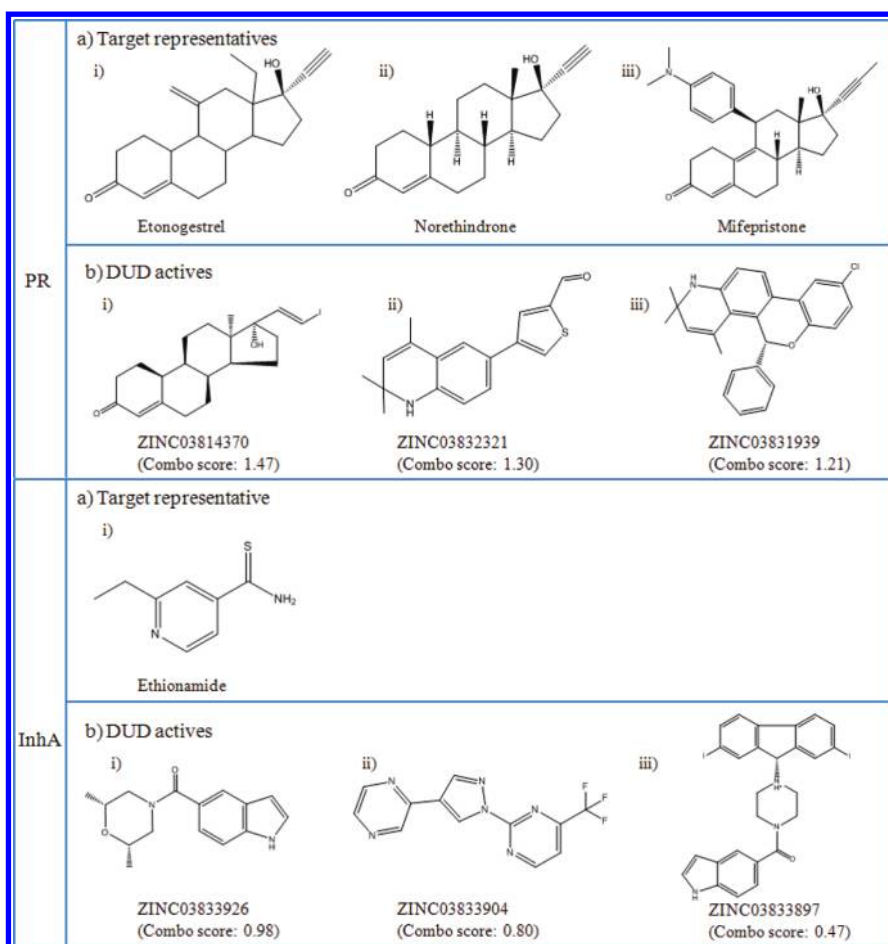 PR
a) Target representatives
i)
ii)
iii)
HO
O
Etonogestrel
HO
H
H
H
O
Norethindrone
N
HO
H
H
O
Mifepristone
b) DUD actives
i)
ii)
iii)
I
OH
O
ZINC03814370
(Combo score: 1.47)
O
S
N
H
ZINC03832321
(Combo score: 1.30)
H
N
Cl
O
ZINC03831939
(Combo score: 1.21)
InhA
a) Target representative
i)
S
NH2
N
Ethionamide
b) DUD actives
i)
ii)
iii)
O
N
O
N
H
ZINC03833926
(Combo score: 0.98)
N
N
N
N
N
N
F
F
F
ZINC03833904
(Combo score: 0.80)
I
I
N
H+
N
O
N
H
ZINC03833897
(Combo score: 0.47)